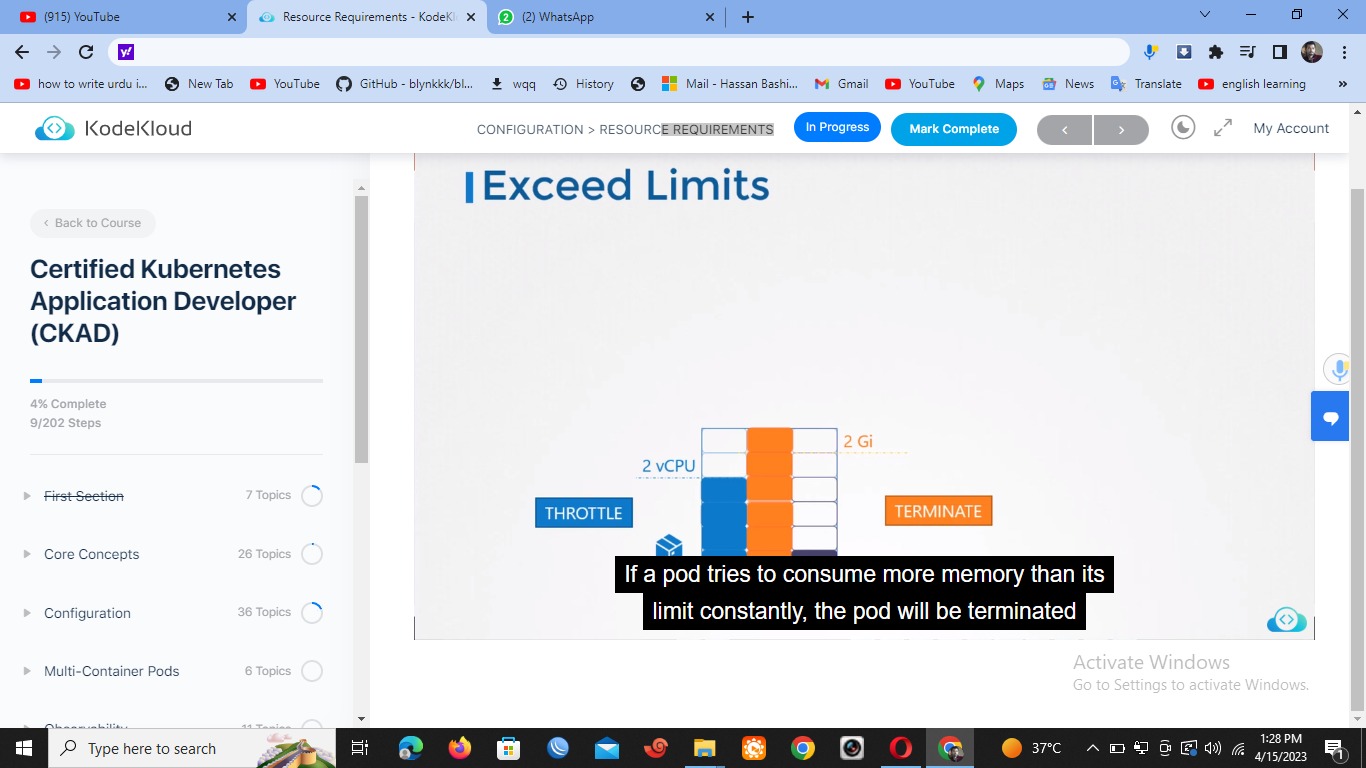 (915) YouTube
Resource Requirements - KodeKl
(2) WhatsApp
how to write urdu i...
New Tab
YouTube
GitHub - blynkkk/bl...
wqq
History
Mail - Hassan Bashi...
Gmail
YouTube
Maps
News
Translate
english learning
»
KodeKloud
CONFIGURATION > RESOURCE REQUIREMENTS
In Progress
Mark Complete
My Account
Back to Course
Certified Kubernetes
Application Developer
(CKAD)
4% Complete
9/202 Steps
First Section
7 Topics
Core Concepts
26 Topics
Configuration
36 Topics
Multi-Container Pods
6 Topics
Observability
11 Topics
Exceed Limits
2 Gi
2 vCPU
THROTTLE
TERMINATE
If a pod tries to consume more memory than its
limit constantly, the pod will be terminated
Activate Windows
Go to Settings to activate Windows.
Type here to search
37°C
1:28 PM
4/15/2023
1